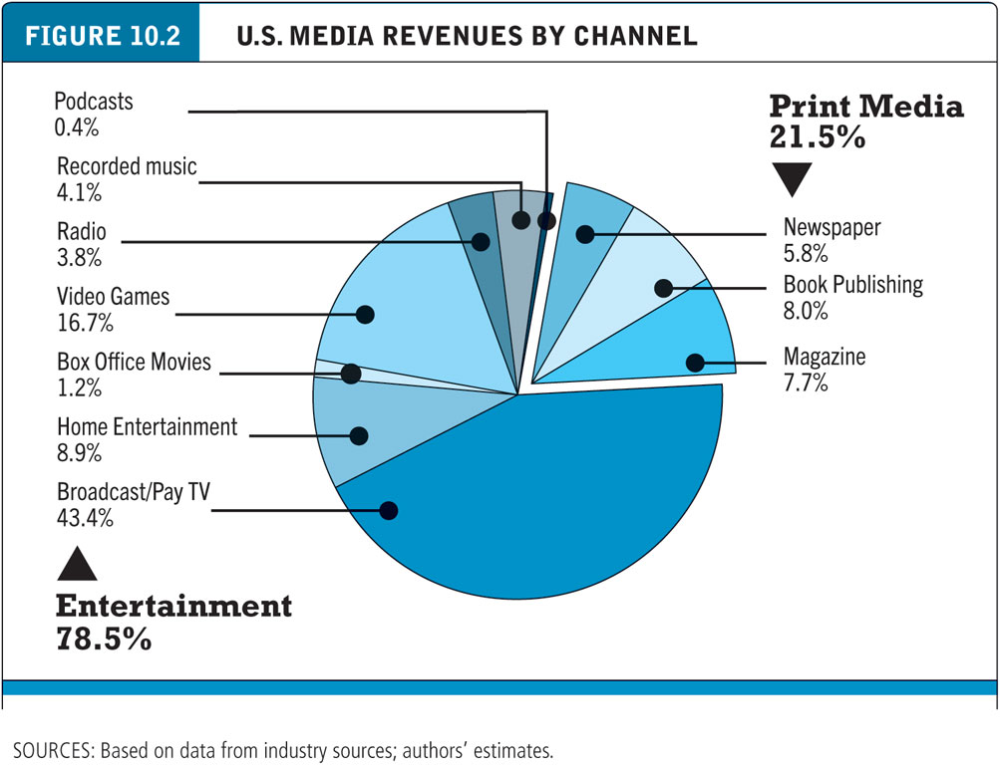 FIGURE 10.2
U.S. MEDIA REVENUES BY CHANNEL
Podcasts
0.4%
Recorded music
4.1%
Radio
3.8%
Video Games
16.7%
Box Office Movies
1.2%
Home Entertainment
8.9%
Broadcast/Pay TV
43.4%
Entertainment
78.5%
Print Media
21.5%
Newspaper
5.8%
Book Publishing
8.0%
Magazine
7.7%
SOURCES: Based on data from industry sources; authors’ estimates.